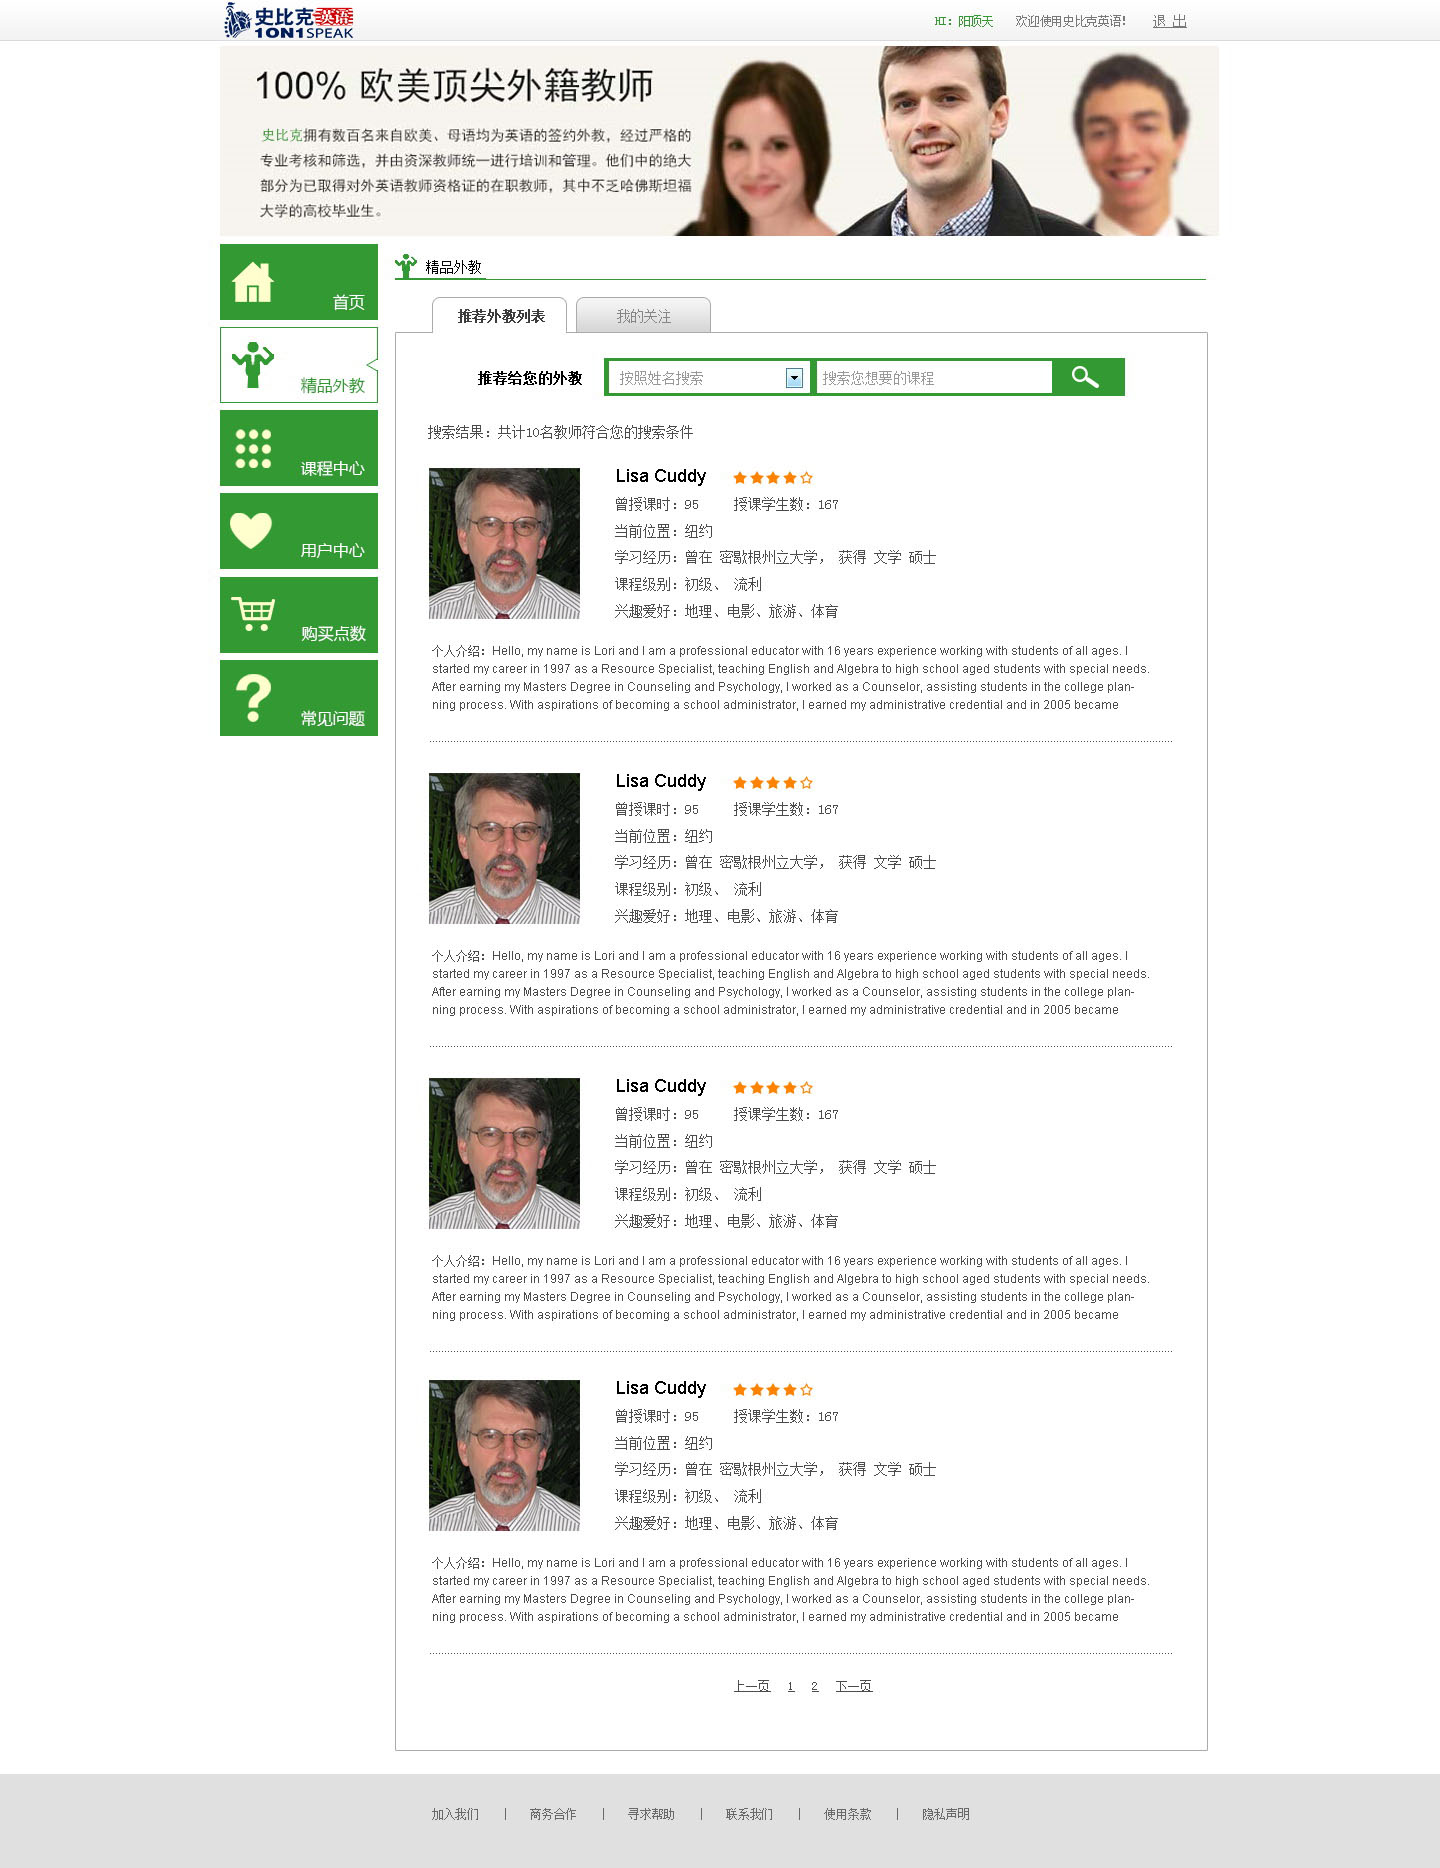 史比克英语
1ON1SPEAK
HI：阳顶天 欢迎使用史比克英语! 退 出
100% 欧美顶尖外籍教师
史比克拥有数百名来自欧美、母语均为英语的签约外教，经过严格的
专业考核和筛选，并由资深教师统一进行培训和管理。他们中的绝大
部分为已取得对外英语教师资格证的在职教师，其中不乏哈佛斯坦福
大学的高校毕业生。
首页
精品外教
课程中心
用户中心
购买点数
常见问题
精品外教
推荐外教列表 我的关注
推荐给您的外教 按照姓名搜索 搜索您想要的课程
搜索结果：共计10名教师符合您的搜索条件
Lisa Cuddy
曾授课时：95 授课学生数：167
当前位置：纽约
学习经历：曾在 密歇根州立大学， 获得 文学 硕士
课程级别：初级、 流利
兴趣爱好：地理、电影、旅游、体育
个人介绍：Hello, my name is Lori and I am a professional educator with 16 years experience working with students of all ages. I
started my career in 1997 as a Resource Specialist, teaching English and Algebra to high school aged students with special needs.
After earning my Masters Degree in Counseling and Psychology, I worked as a Counselor, assisting students in the college plan-
ning process. With aspirations of becoming a school administrator, I earned my administrative credential and in 2005 became
Lisa Cuddy
曾授课时：95 授课学生数：167
当前位置：纽约
学习经历：曾在 密歇根州立大学， 获得 文学 硕士
课程级别：初级、 流利
兴趣爱好：地理、电影、旅游、体育
个人介绍：Hello, my name is Lori and I am a professional educator with 16 years experience working with students of all ages. I
started my career in 1997 as a Resource Specialist, teaching English and Algebra to high school aged students with special needs.
After earning my Masters Degree in Counseling and Psychology, I worked as a Counselor, assisting students in the college plan-
ning process. With aspirations of becoming a school administrator, I earned my administrative credential and in 2005 became
Lisa Cuddy
曾授课时：95 授课学生数：167
当前位置：纽约
学习经历：曾在 密歇根州立大学， 获得 文学 硕士
课程级别：初级、 流利
兴趣爱好：地理、电影、旅游、体育
个人介绍：Hello, my name is Lori and I am a professional educator with 16 years experience working with students of all ages. I
started my career in 1997 as a Resource Specialist, teaching English and Algebra to high school aged students with special needs.
After earning my Masters Degree in Counseling and Psychology, I worked as a Counselor, assisting students in the college plan-
ning process. With aspirations of becoming a school administrator, I earned my administrative credential and in 2005 became
Lisa Cuddy
曾授课时：95 授课学生数：167
当前位置：纽约
学习经历：曾在 密歇根州立大学， 获得 文学 硕士
课程级别：初级、 流利
兴趣爱好：地理、电影、旅游、体育
个人介绍：Hello, my name is Lori and I am a professional educator with 16 years experience working with students of all ages. I
started my career in 1997 as a Resource Specialist, teaching English and Algebra to high school aged students with special needs.
After earning my Masters Degree in Counseling and Psychology, I worked as a Counselor, assisting students in the college plan-
ning process. With aspirations of becoming a school administrator, I earned my administrative credential and in 2005 became
上一页 1 2 下一页
加入我们 | 商务合作 | 寻求帮助 | 联系我们 | 使用条款 | 隐私声明